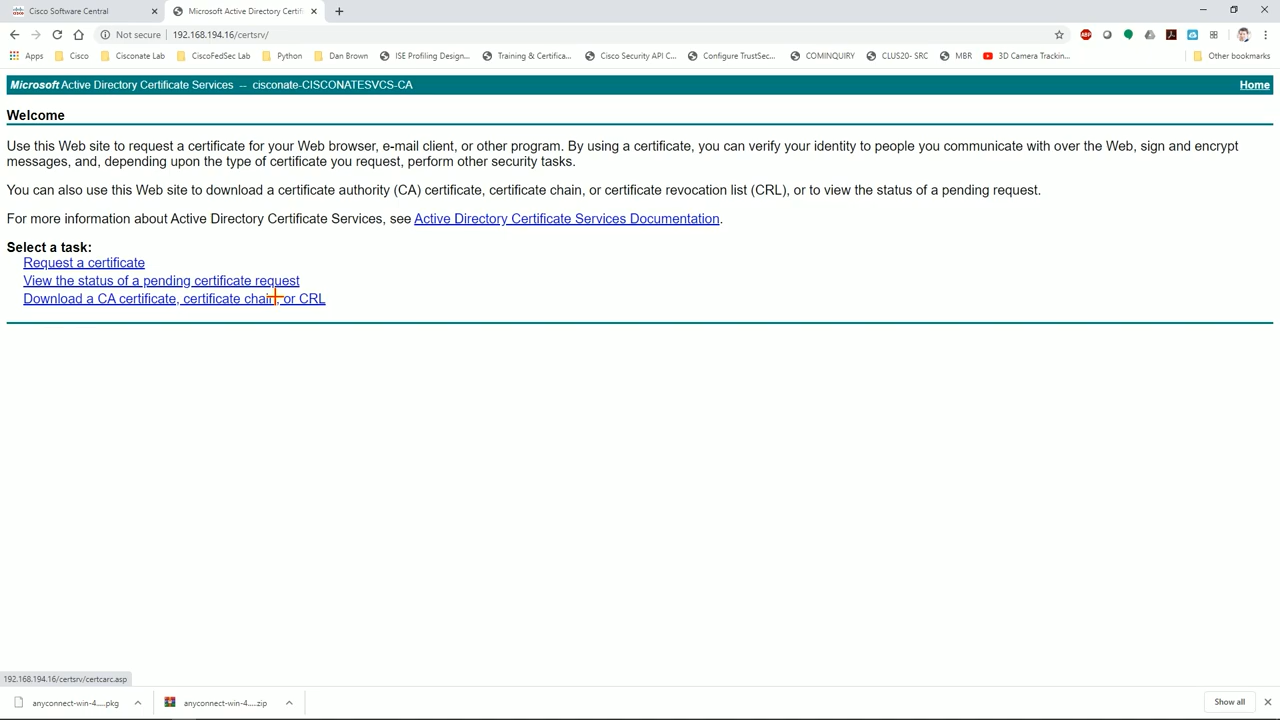 Cisco Software Central
Microsoft Active Directory Certifi
Not secure | 192.168.194.16/certsrv/
ABP
Apps Cisco Cisconate Lab CiscoFedSec Lab Python Dan Brown ISE Profiling Design... Training & Certifica... Cisco Security API C... Configure TrustSec... COMINQUIRY CLUS20- SRC MBR 3D Camera Trackin... Other bookmarks
Microsoft Active Directory Certificate Services -- cisconate-CISCONATESVCS-CA Home
Welcome
Use this Web site to request a certificate for your Web browser, e-mail client, or other program. By using a certificate, you can verify your identity to people you communicate with over the Web, sign and encrypt
messages, and, depending upon the type of certificate you request, perform other security tasks.
You can also use this Web site to download a certificate authority (CA) certificate, certificate chain, or certificate revocation list (CRL), or to view the status of a pending request.
For more information about Active Directory Certificate Services, see Active Directory Certificate Services Documentation.
Select a task:
Request a certificate
View the status of a pending certificate request
Download a CA certificate, certificate chain, or CRL
192.168.194.16/certsrv/certcarc.asp
anyconnect-win-4.....pkg anyconnect-win-4.....zip Show all